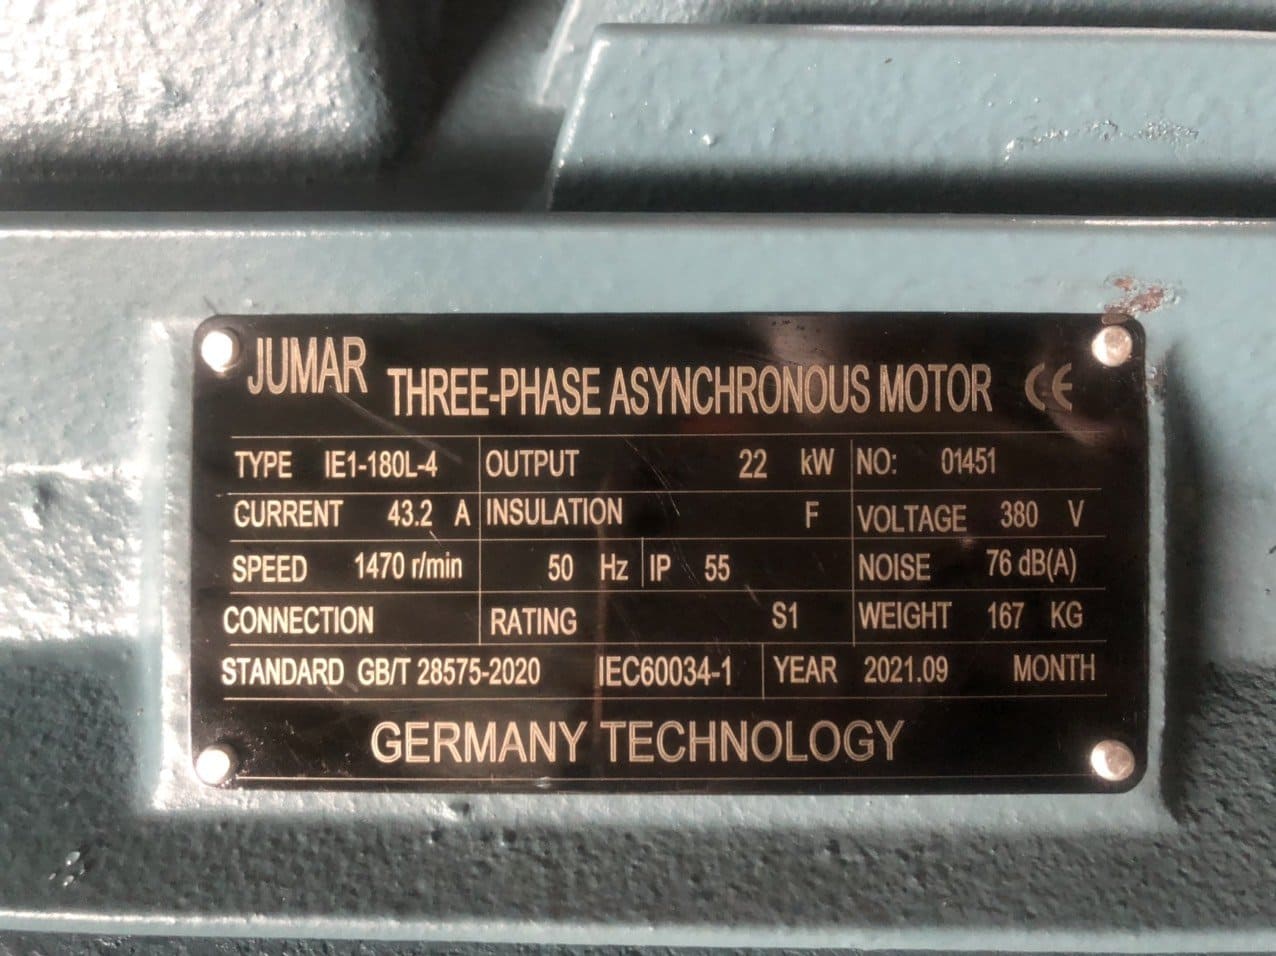 JUMAR THREE-PHASE ASYNCHRONOUS MOTOR CE
TYPE IE1-180L-4 OUTPUT 22 kW NO: 01451
CURRENT 43.2 A INSULATION F VOLTAGE 380 V
SPEED 1470 r/min 50 Hz IP 55 NOISE 76 dB(A)
CONNECTION RATING S1 WEIGHT 167 KG
STANDARD GB/T 28575-2020 IEC60034-1 YEAR 2021.09 MONTH
GERMANY TECHNOLOGY